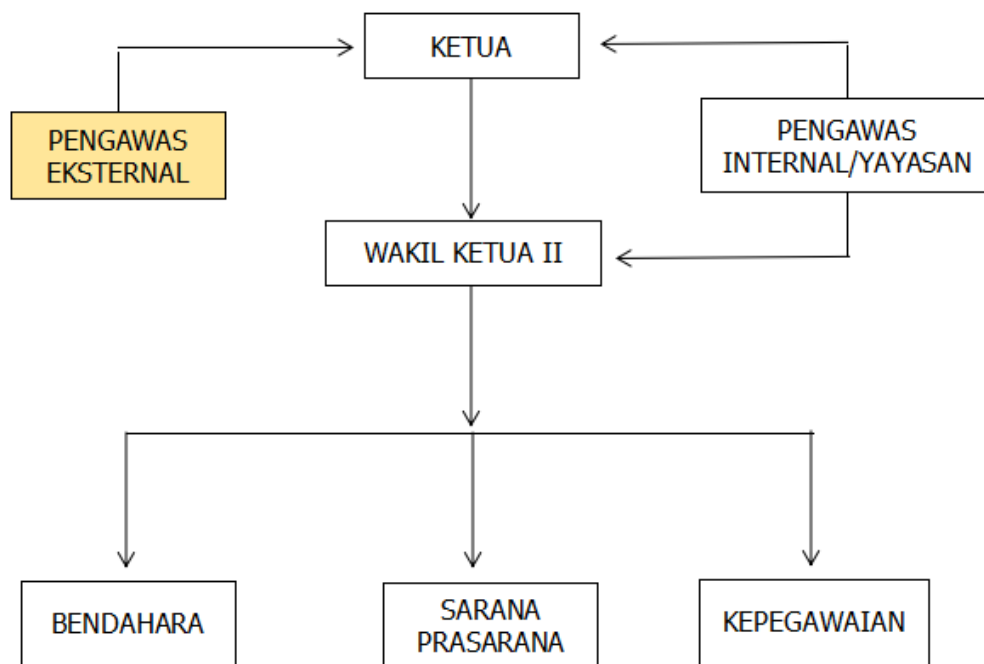 KETUA
PENGAWAS
EKSTERNAL
PENGAWAS
INTERNAL/YAYASAN
WAKIL KETUA II
BENDAHARA
SARANA
PRASARANA
KEPEGAWAIAN